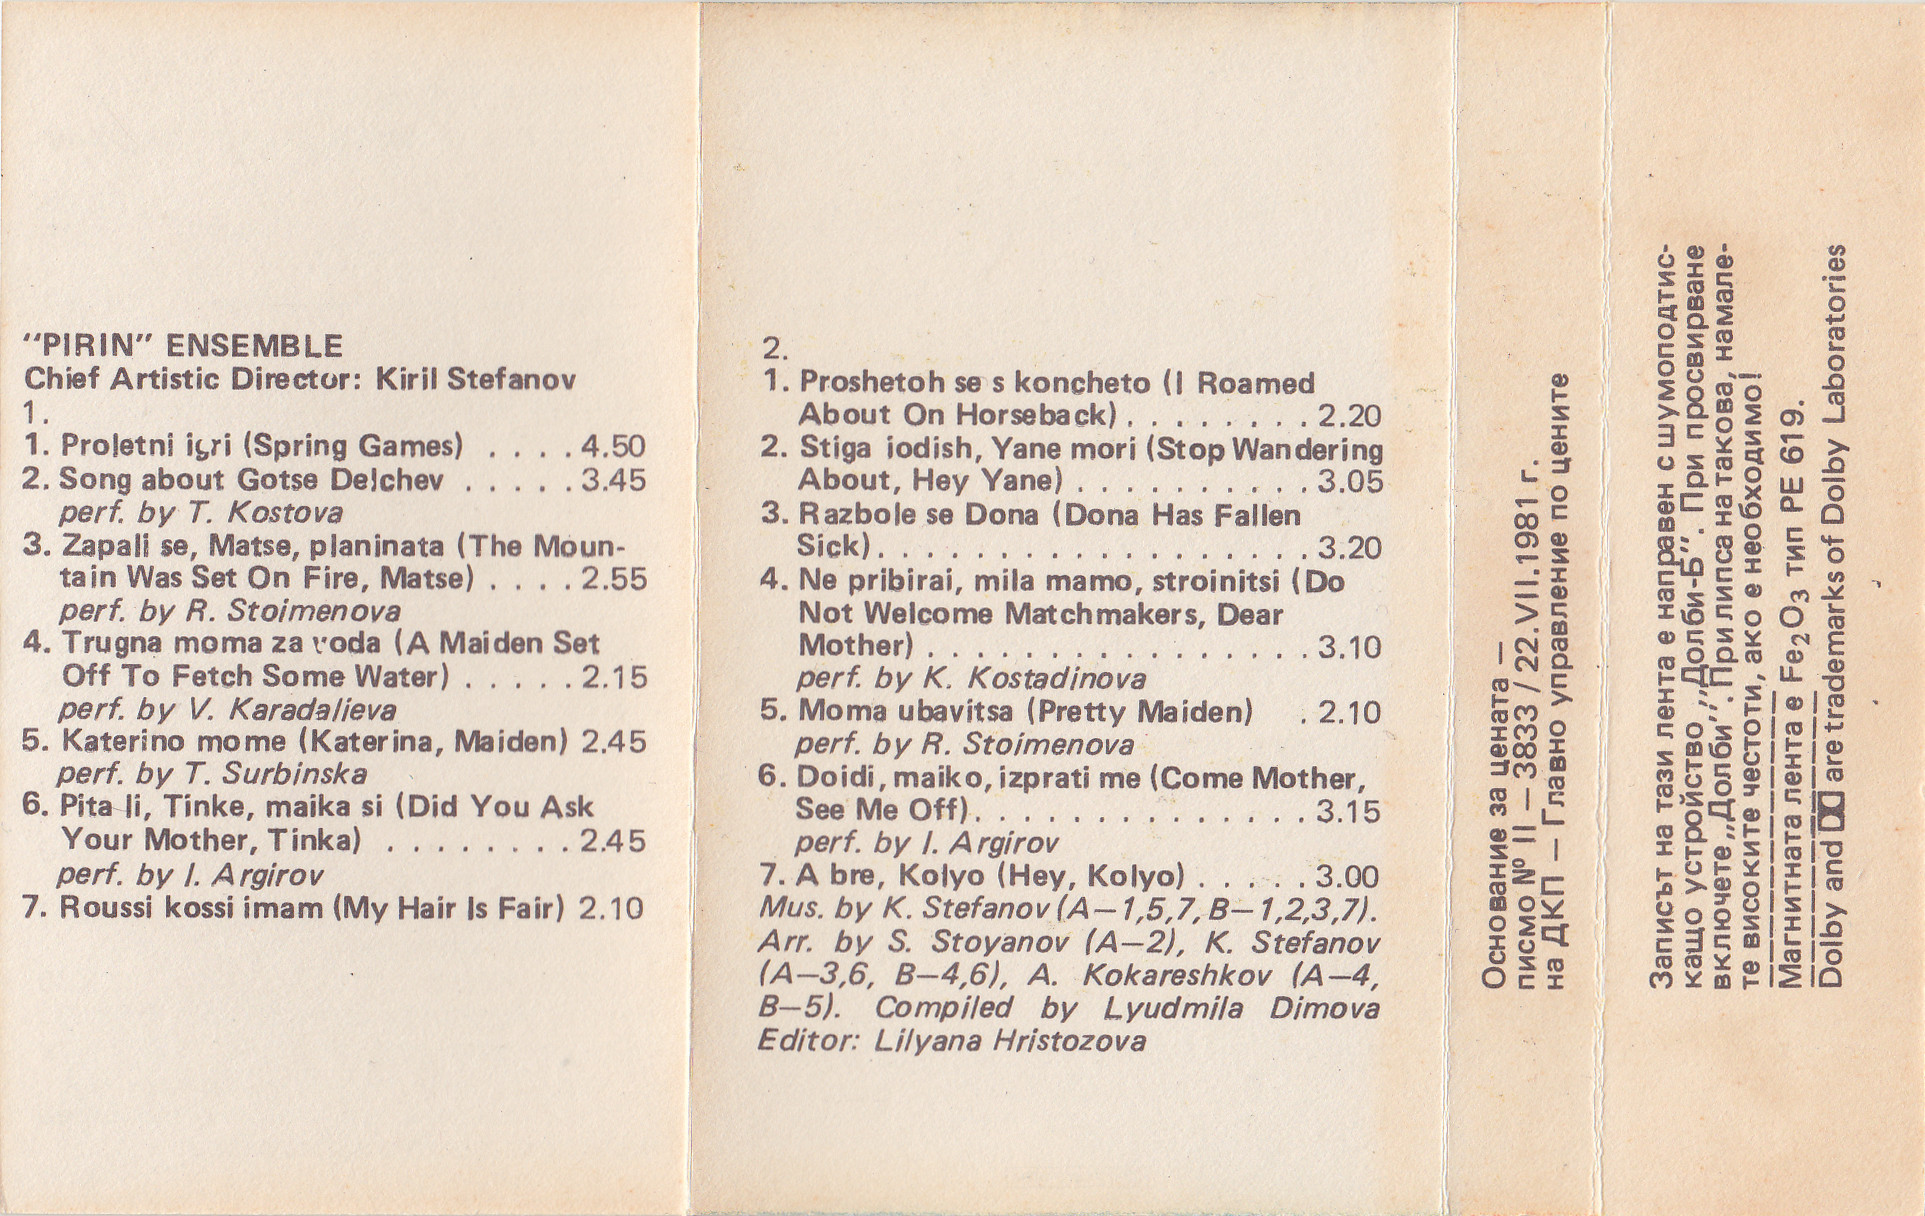 "PIRIN" ENSEMBLE
Chief Artistic Director: Kiril Stefanov
1.
1. Proletni igri (Spring Games) . . . . 4.50
2. Song about Gotse Delchev . . . . . 3.45
perf. by T. Kostova
3. Zapali se, Matse, planinata (The Moun-
tain Was Set On Fire, Matse) . . . . 2.55
perf. by R. Stoimenova
4. Trugna moma za voda (A Maiden Set
Off To Fetch Some Water) . . . . . 2.15
perf. by V. Karadalieva
5. Katerino mome (Katerina, Maiden) 2.45
perf. by T. Surbinska
6. Pita li, Tinke, maika si (Did You Ask
Your Mother, Tinka) . . . . . . . . 2.45
perf. by I. Argirov
7. Roussi kossi imam (My Hair Is Fair) 2.10
2.
1. Proshetoh se s koncheto (I Roamed
About On Horseback) . . . . . . . . 2.20
2. Stiga iodish, Yane mori (Stop Wandering
About, Hey Yane) . . . . . . . . . . 3.05
3. Razbole se Dona (Dona Has Fallen
Sick) . . . . . . . . . . . . . . . . . . 3.20
4. Ne pribirai, mila mamo, stroinitsi (Do
Not Welcome Matchmakers, Dear
Mother) . . . . . . . . . . . . . . . . 3.10
perf. by K. Kostadinova
5. Moma ubavitsa (Pretty Maiden) . 2.10
perf. by R. Stoimenova
6. Doidi, maiko, izprati me (Come Mother,
See Me Off) . . . . . . . . . . . . . . 3.15
perf. by I. Argirov
7. A bre, Kolyo (Hey, Kolyo) . . . . . 3.00
Mus. by K. Stefanov (A—1,5,7, B—1,2,3,7).
Arr. by S. Stoyanov (A—2), K. Stefanov
(A—3,6, B—4,6), A. Kokareshkov (A—4,
B—5). Compiled by Lyudmila Dimova
Editor: Lilyana Hristozova
Основание за цената —
писмо № II — 3833 / 22.VII.1981 г.
на ДКП — Главно управление по цените
Записът на тази лента е направен с шумоподтис-
кащо устройство „Долби-Б". При просвирване
включете „Долби". При липса на такова, намале-
те високите честоти, ако е необходимо!
Магнитната лента е Fe2O3 тип PE 619.
Dolby and are trademarks of Dolby Laboratories